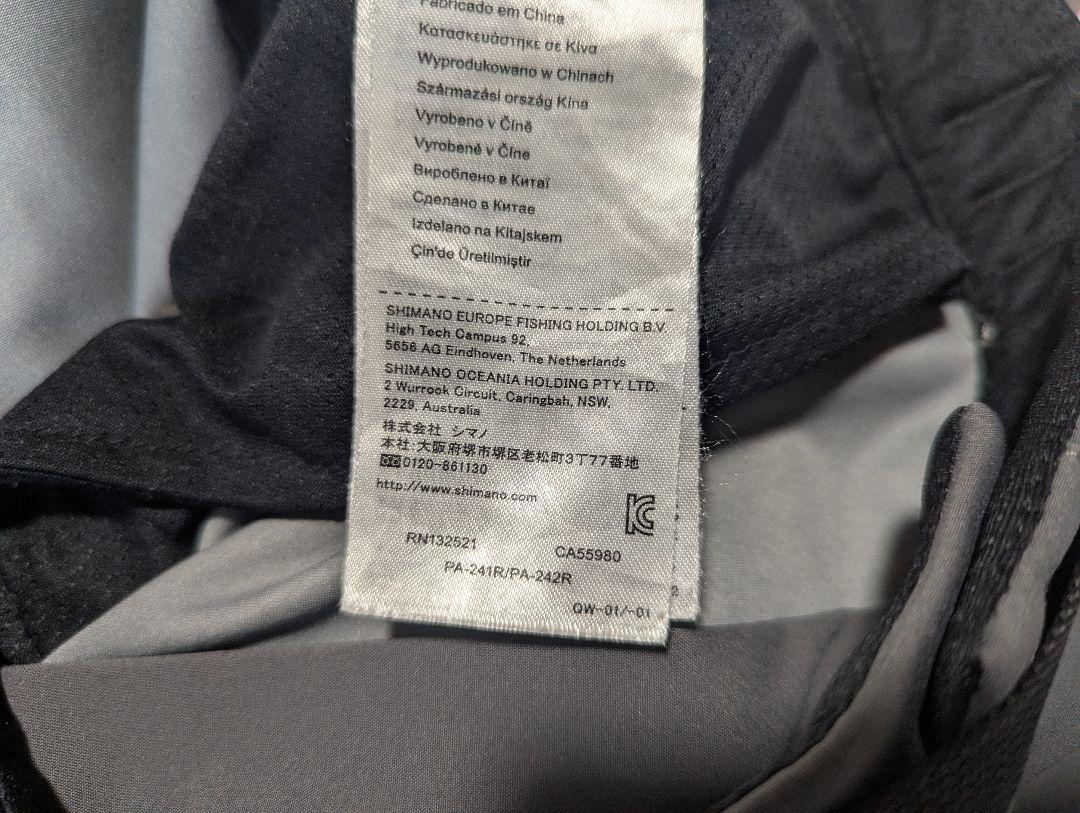 Fabricado em China
Κατασκευάστηκε σε Κίνα
Wyprodukowano w Chinach
Származási ország Kína
Vyrobeno v Číně
Vyrobené v Číne
Вироблено в Китаї
Сделано в Китае
Izdelano na Kitajskem
Çin'de Üretilmiştir
SHIMANO EUROPE FISHING HOLDING B.V.
High Tech Campus 92,
5656 AG Eindhoven, The Netherlands
SHIMANO OCEANIA HOLDING PTY. LTD.
2 Wurrook Circuit, Caringbah, NSW,
2229, Australia
株式会社 シマノ
本社:大阪府堺市堺区老松町3丁77番地
0120-861130
http://www.shimano.com
RN132521 CA55980
PA-241R/PA-242R
QW-01/-01